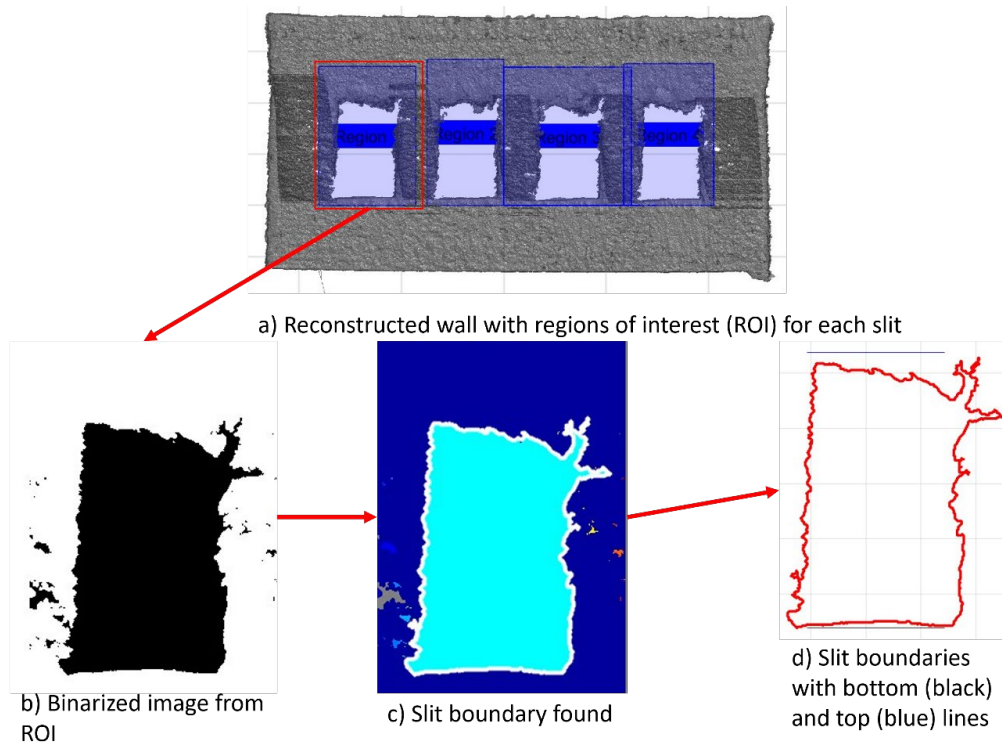 Region
Region 2
Region 3
Region 4
a) Reconstructed wall with regions of interest (ROI) for each slit
b) Binarized image from
ROI
c) Slit boundary found
d) Slit boundaries
with bottom (black)
and top (blue) lines